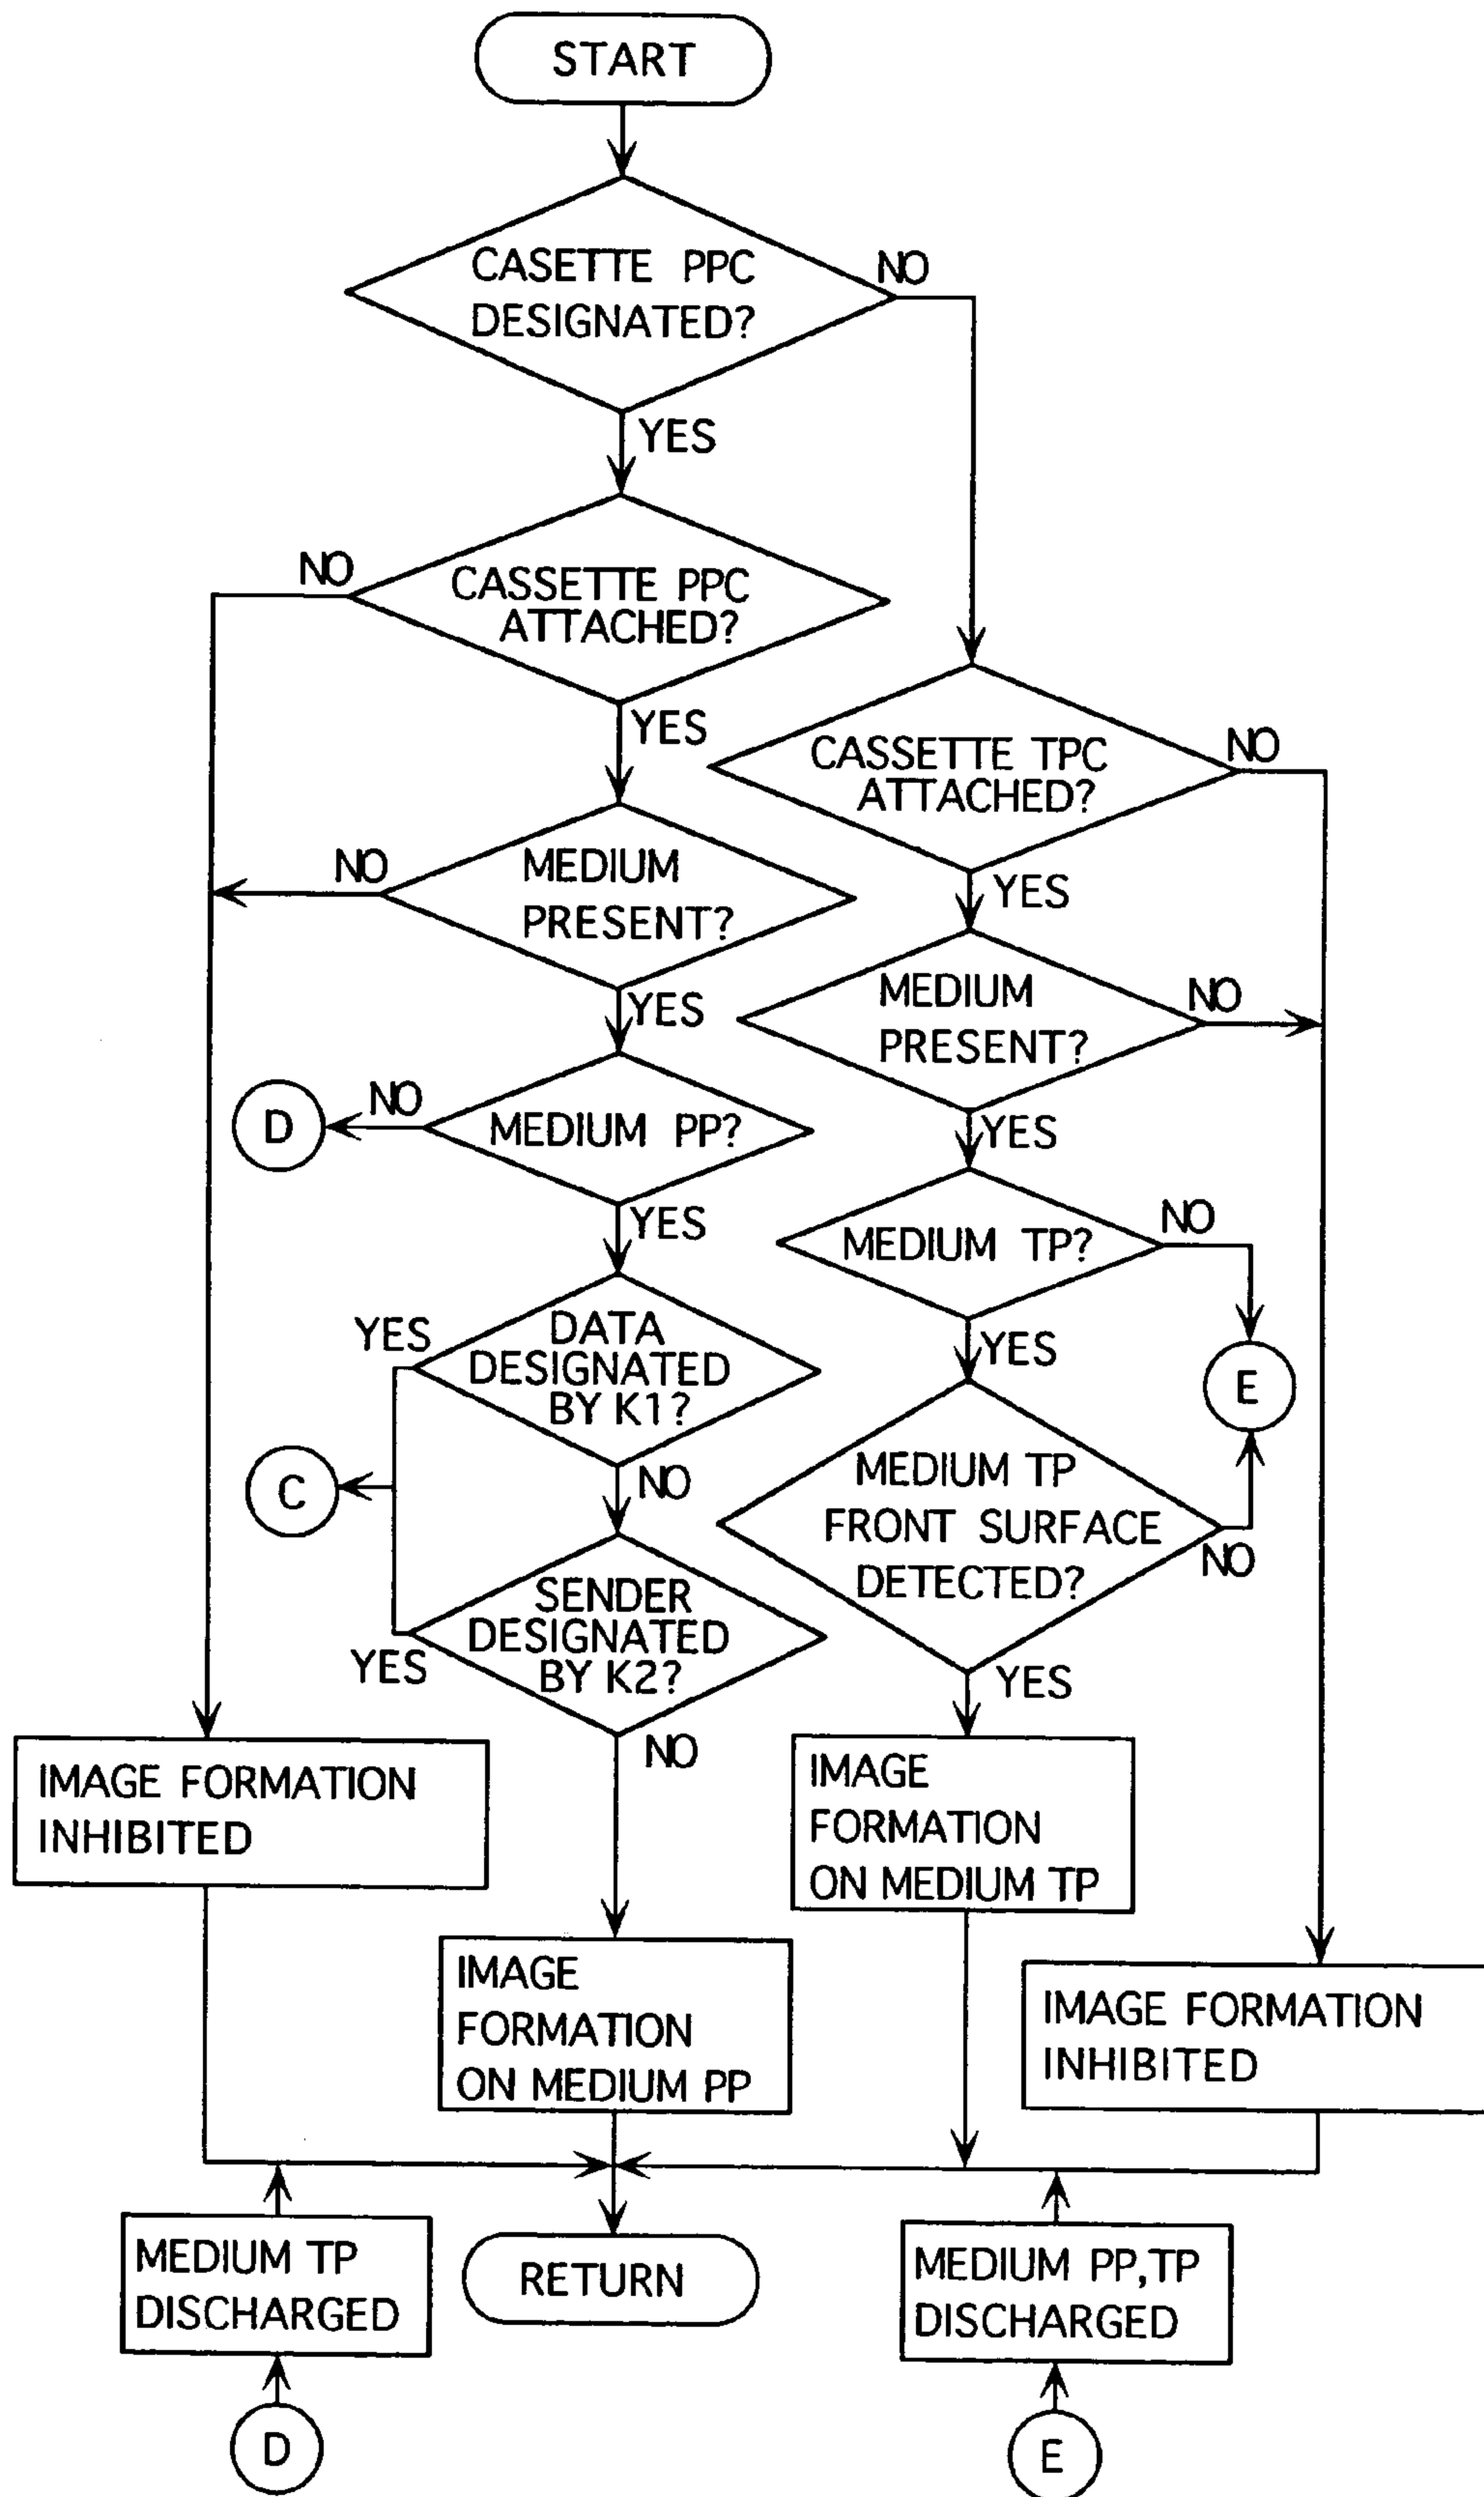 START
CASETTE PPC
DESIGNATED?
NO
YES
CASSETTE PPC
ATTACHED?
NO
YES
CASSETTE TPC
ATTACHED?
NO
YES
MEDIUM
PRESENT?
NO
YES
MEDIUM
PRESENT?
NO
YES
D
NO
MEDIUM PP?
YES
MEDIUM TP?
NO
YES
E
YES
DATA
DESIGNATED
BY K1?
NO
C
MEDIUM TP
FRONT SURFACE
DETECTED?
NO
YES
SENDER
DESIGNATED
BY K2?
YES
NO
IMAGE FORMATION
INHIBITED
IMAGE
FORMATION
ON MEDIUM TP
IMAGE
FORMATION
ON MEDIUM PP
IMAGE FORMATION
INHIBITED
MEDIUM TP
DISCHARGED
RETURN
MEDIUM PP,TP
DISCHARGED
D
E